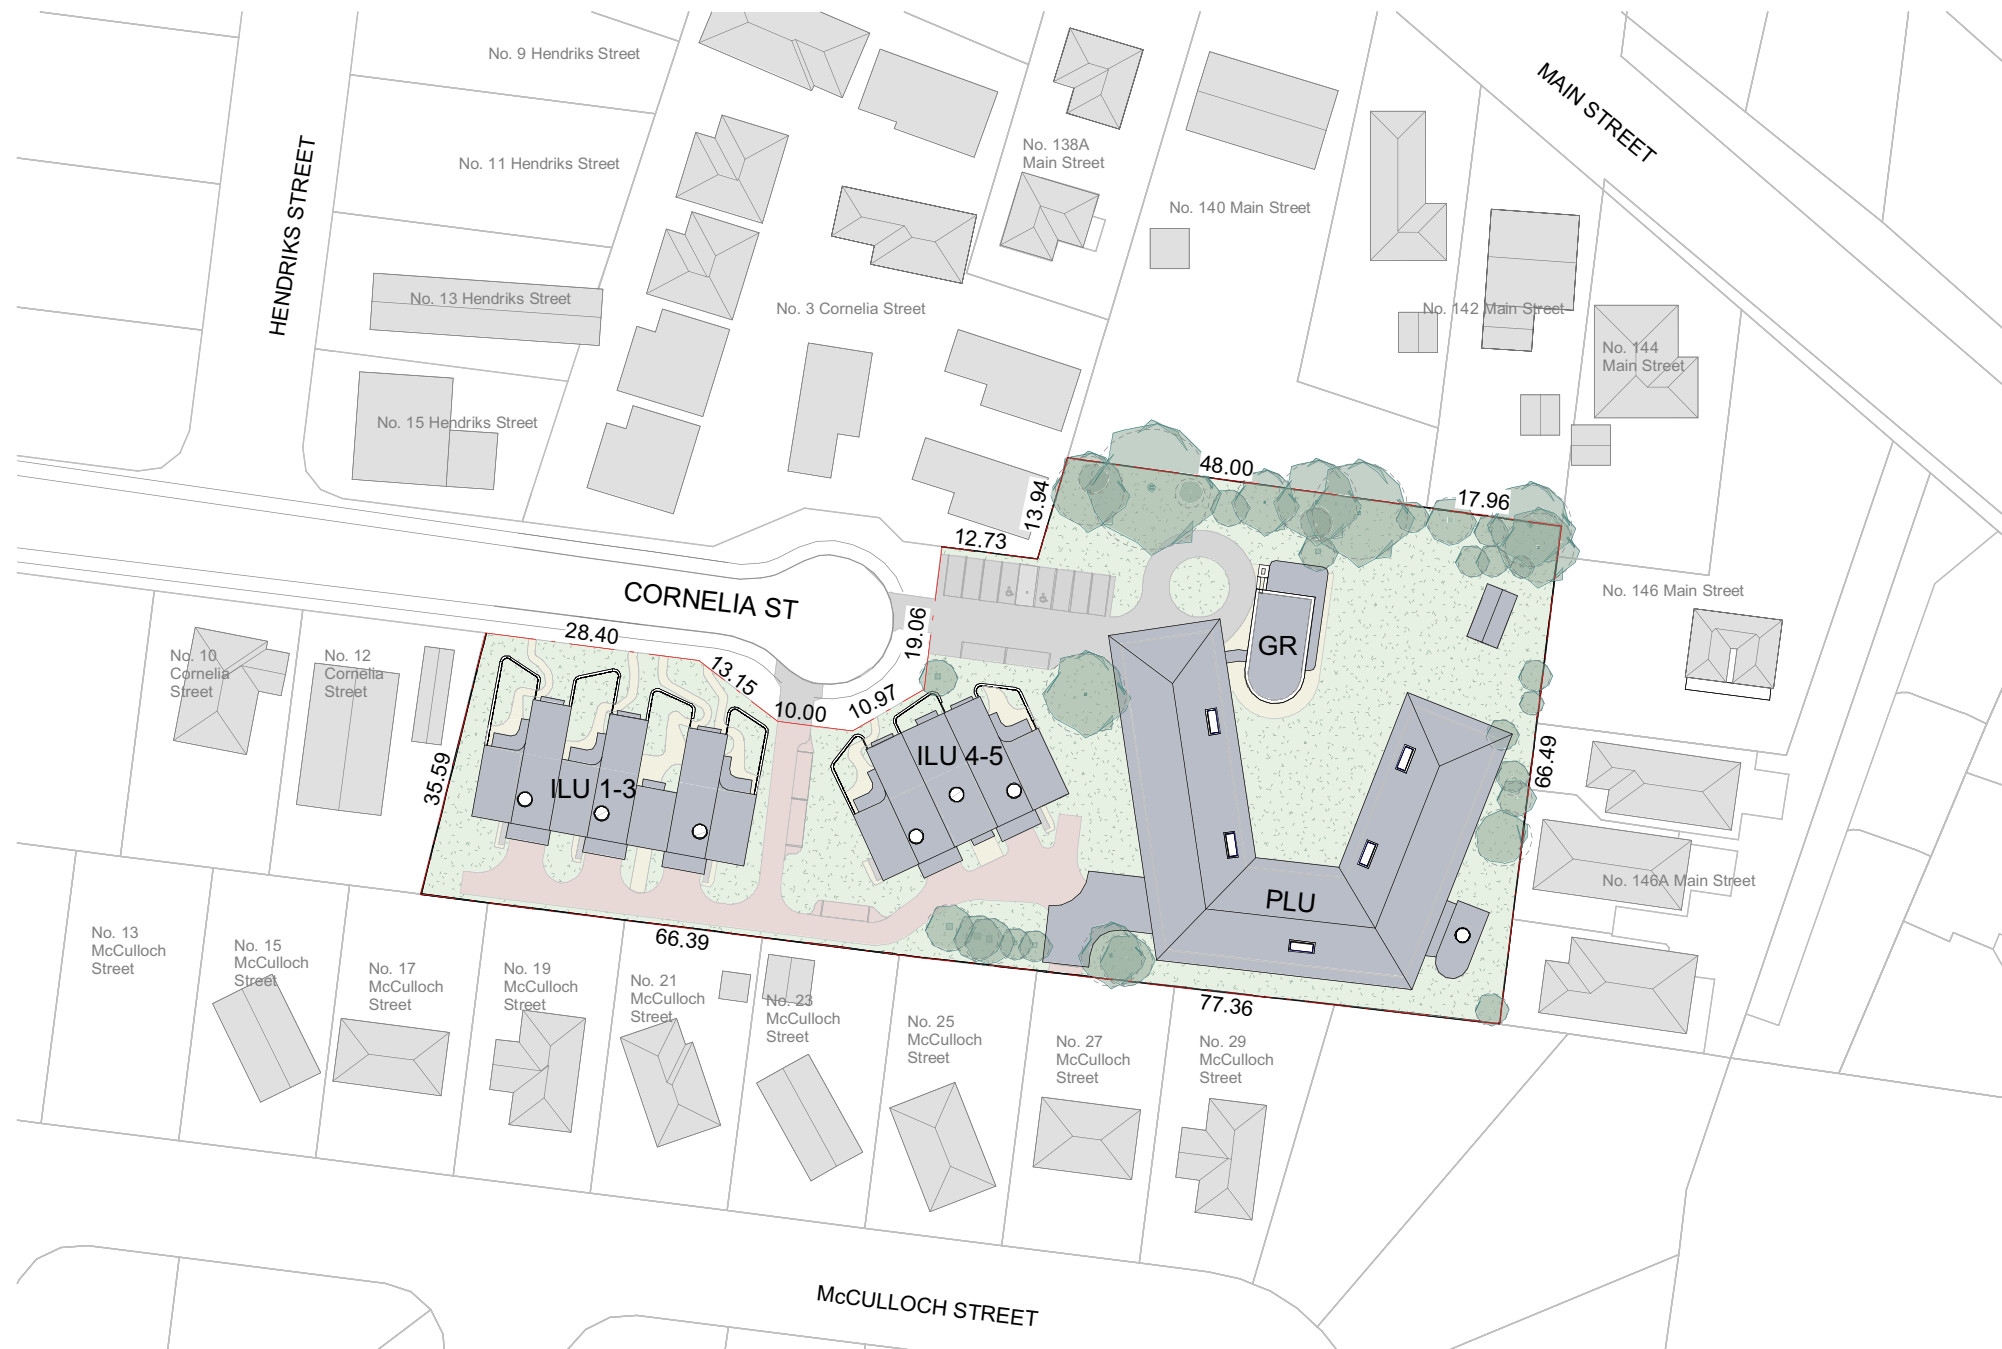 No. 9 Hendriks Street
MAIN STREET
No. 11 Hendriks Street
No. 138A
Main Street
HENDRIKS STREET
No. 140 Main Street
No. 13 Hendriks Street
No. 3 Cornelia Street
No. 142 Main Street
No. 144
Main Street
No. 15 Hendriks Street
48.00
17.96
13.94
12.73
CORNELIA ST
28.40
19.06
No. 146 Main Street
No. 10
Cornelia
Street
No. 12
Cornelia
Street
13.15
10.00
10.97
GR
35.59
ILU 1-3
ILU 4-5
66.49
PLU
No. 146A Main Street
66.39
77.36
No. 13
McCulloch
Street
No. 15
McCulloch
Street
No. 17
McCulloch
Street
No. 19
McCulloch
Street
No. 21
McCulloch
Street
No. 23
McCulloch
Street
No. 25
McCulloch
Street
No. 27
McCulloch
Street
No. 29
McCulloch
Street
McCULLOCH STREET